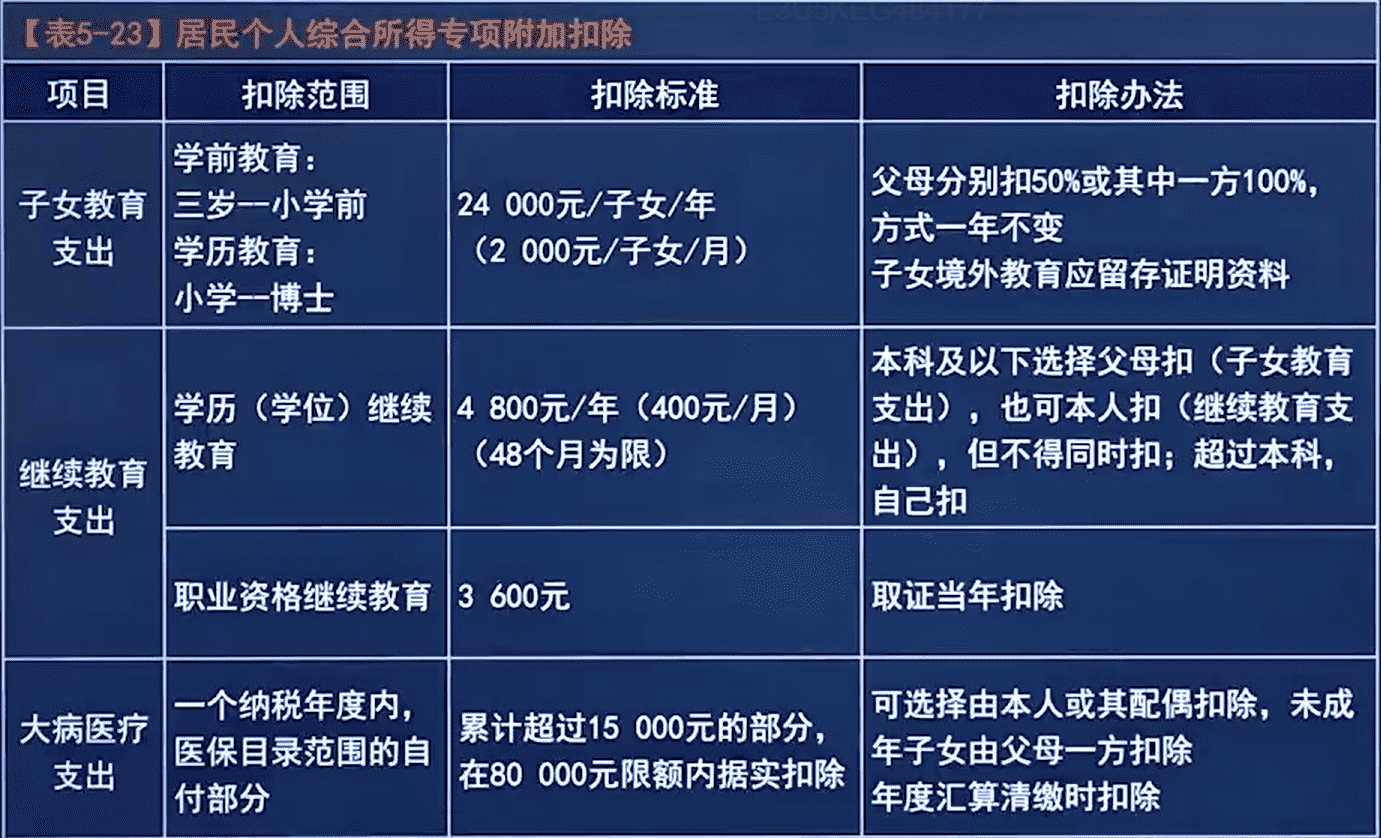 【表5-23】居民个人综合所得专项附加扣除
项目
扣除范围
扣除标准
扣除办法
子女教育
支出
学前教育：
三岁--小学前
学历教育：
小学--博士
24 000元/子女/年
（2 000元/子女/月）
父母分别扣50%或其中一方100%，
方式一年不变
子女境外教育应留存证明资料
继续教育
支出
学历（学位）继续
教育
4 800元/年（400元/月）
（48个月为限）
本科及以下选择父母扣（子女教育
支出），也可本人扣（继续教育支
出），但不得同时扣；超过本科，
自己扣
职业资格继续教育
3 600元
取证当年扣除
大病医疗
支出
一个纳税年度内，
医保目录范围的自
付部分
累计超过15 000元的部分，
在80 000元限额内据实扣除
可选择由本人或其配偶扣除，未成
年子女由父母一方扣除
年度汇算清缴时扣除